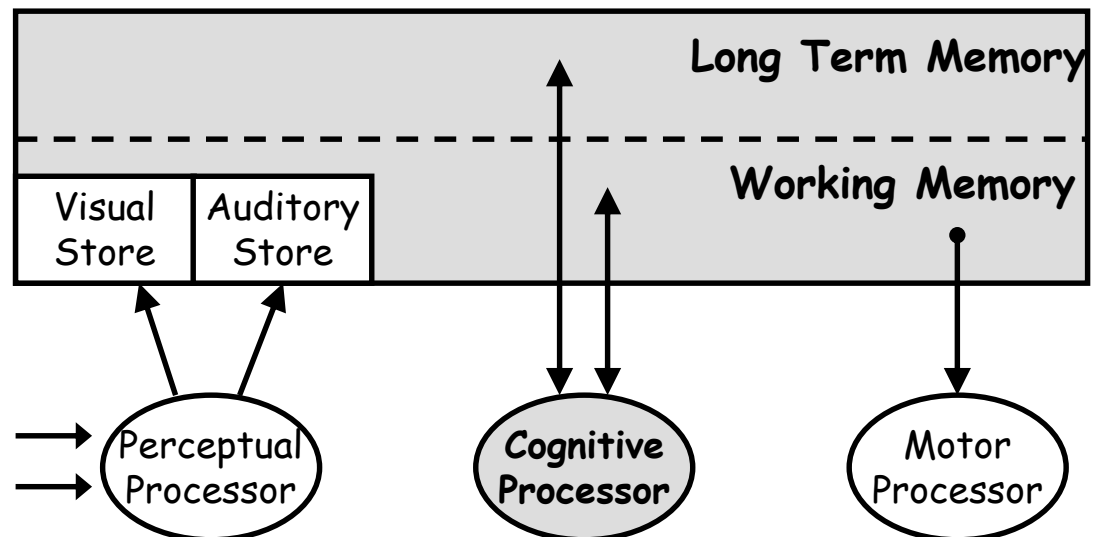 Long Term Memory
Working Memory
Visual
Store
Auditory
Store
Perceptual
Processor
Cognitive
Processor
Motor
Processor